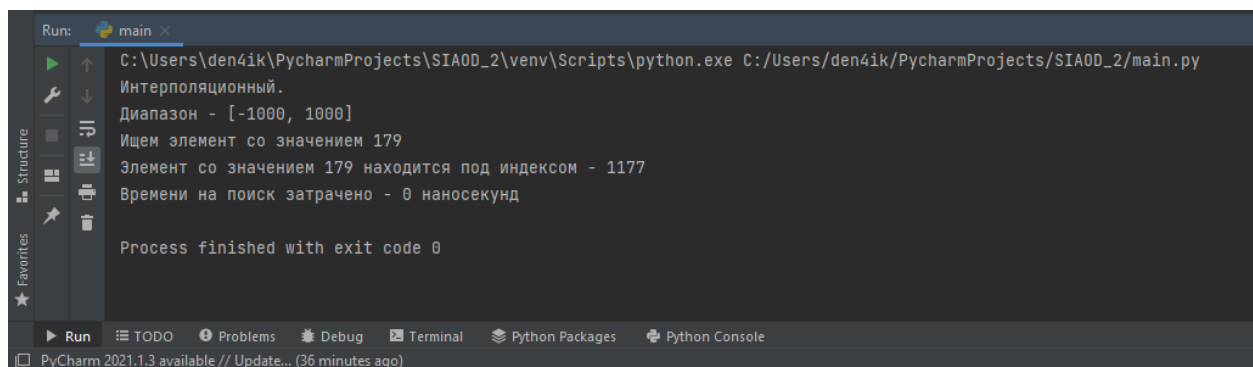 Run: main
C:\Users\den4ik\PycharmProjects\SIAOD_2\venv\Scripts\python.exe C:/Users/den4ik/PycharmProjects/SIAOD_2/main.py
Интерполяционный.
Диапазон - [-1000, 1000]
Ищем элемент со значением 179
Элемент со значением 179 находится под индексом - 1177
Времени на поиск затрачено - 0 наносекунд
Process finished with exit code 0
Structure
Favorites
Run TODO Problems Debug Terminal Python Packages Python Console
PyCharm 2021.1.3 available // Update... (36 minutes ago)